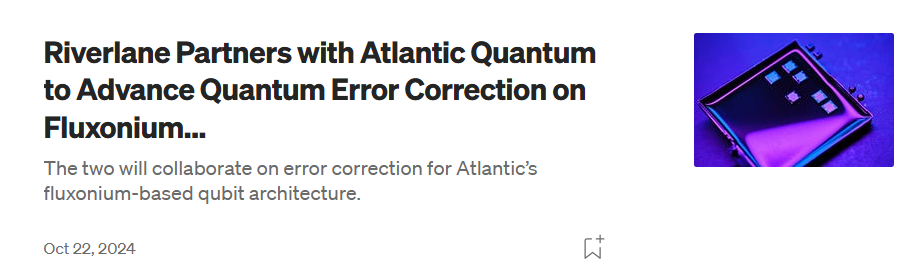 Riverlane Partners with Atlantic Quantum
to Advance Quantum Error Correction on
Fluxonium...
The two will collaborate on error correction for Atlantic’s
fluxonium-based qubit architecture.
Oct 22, 2024